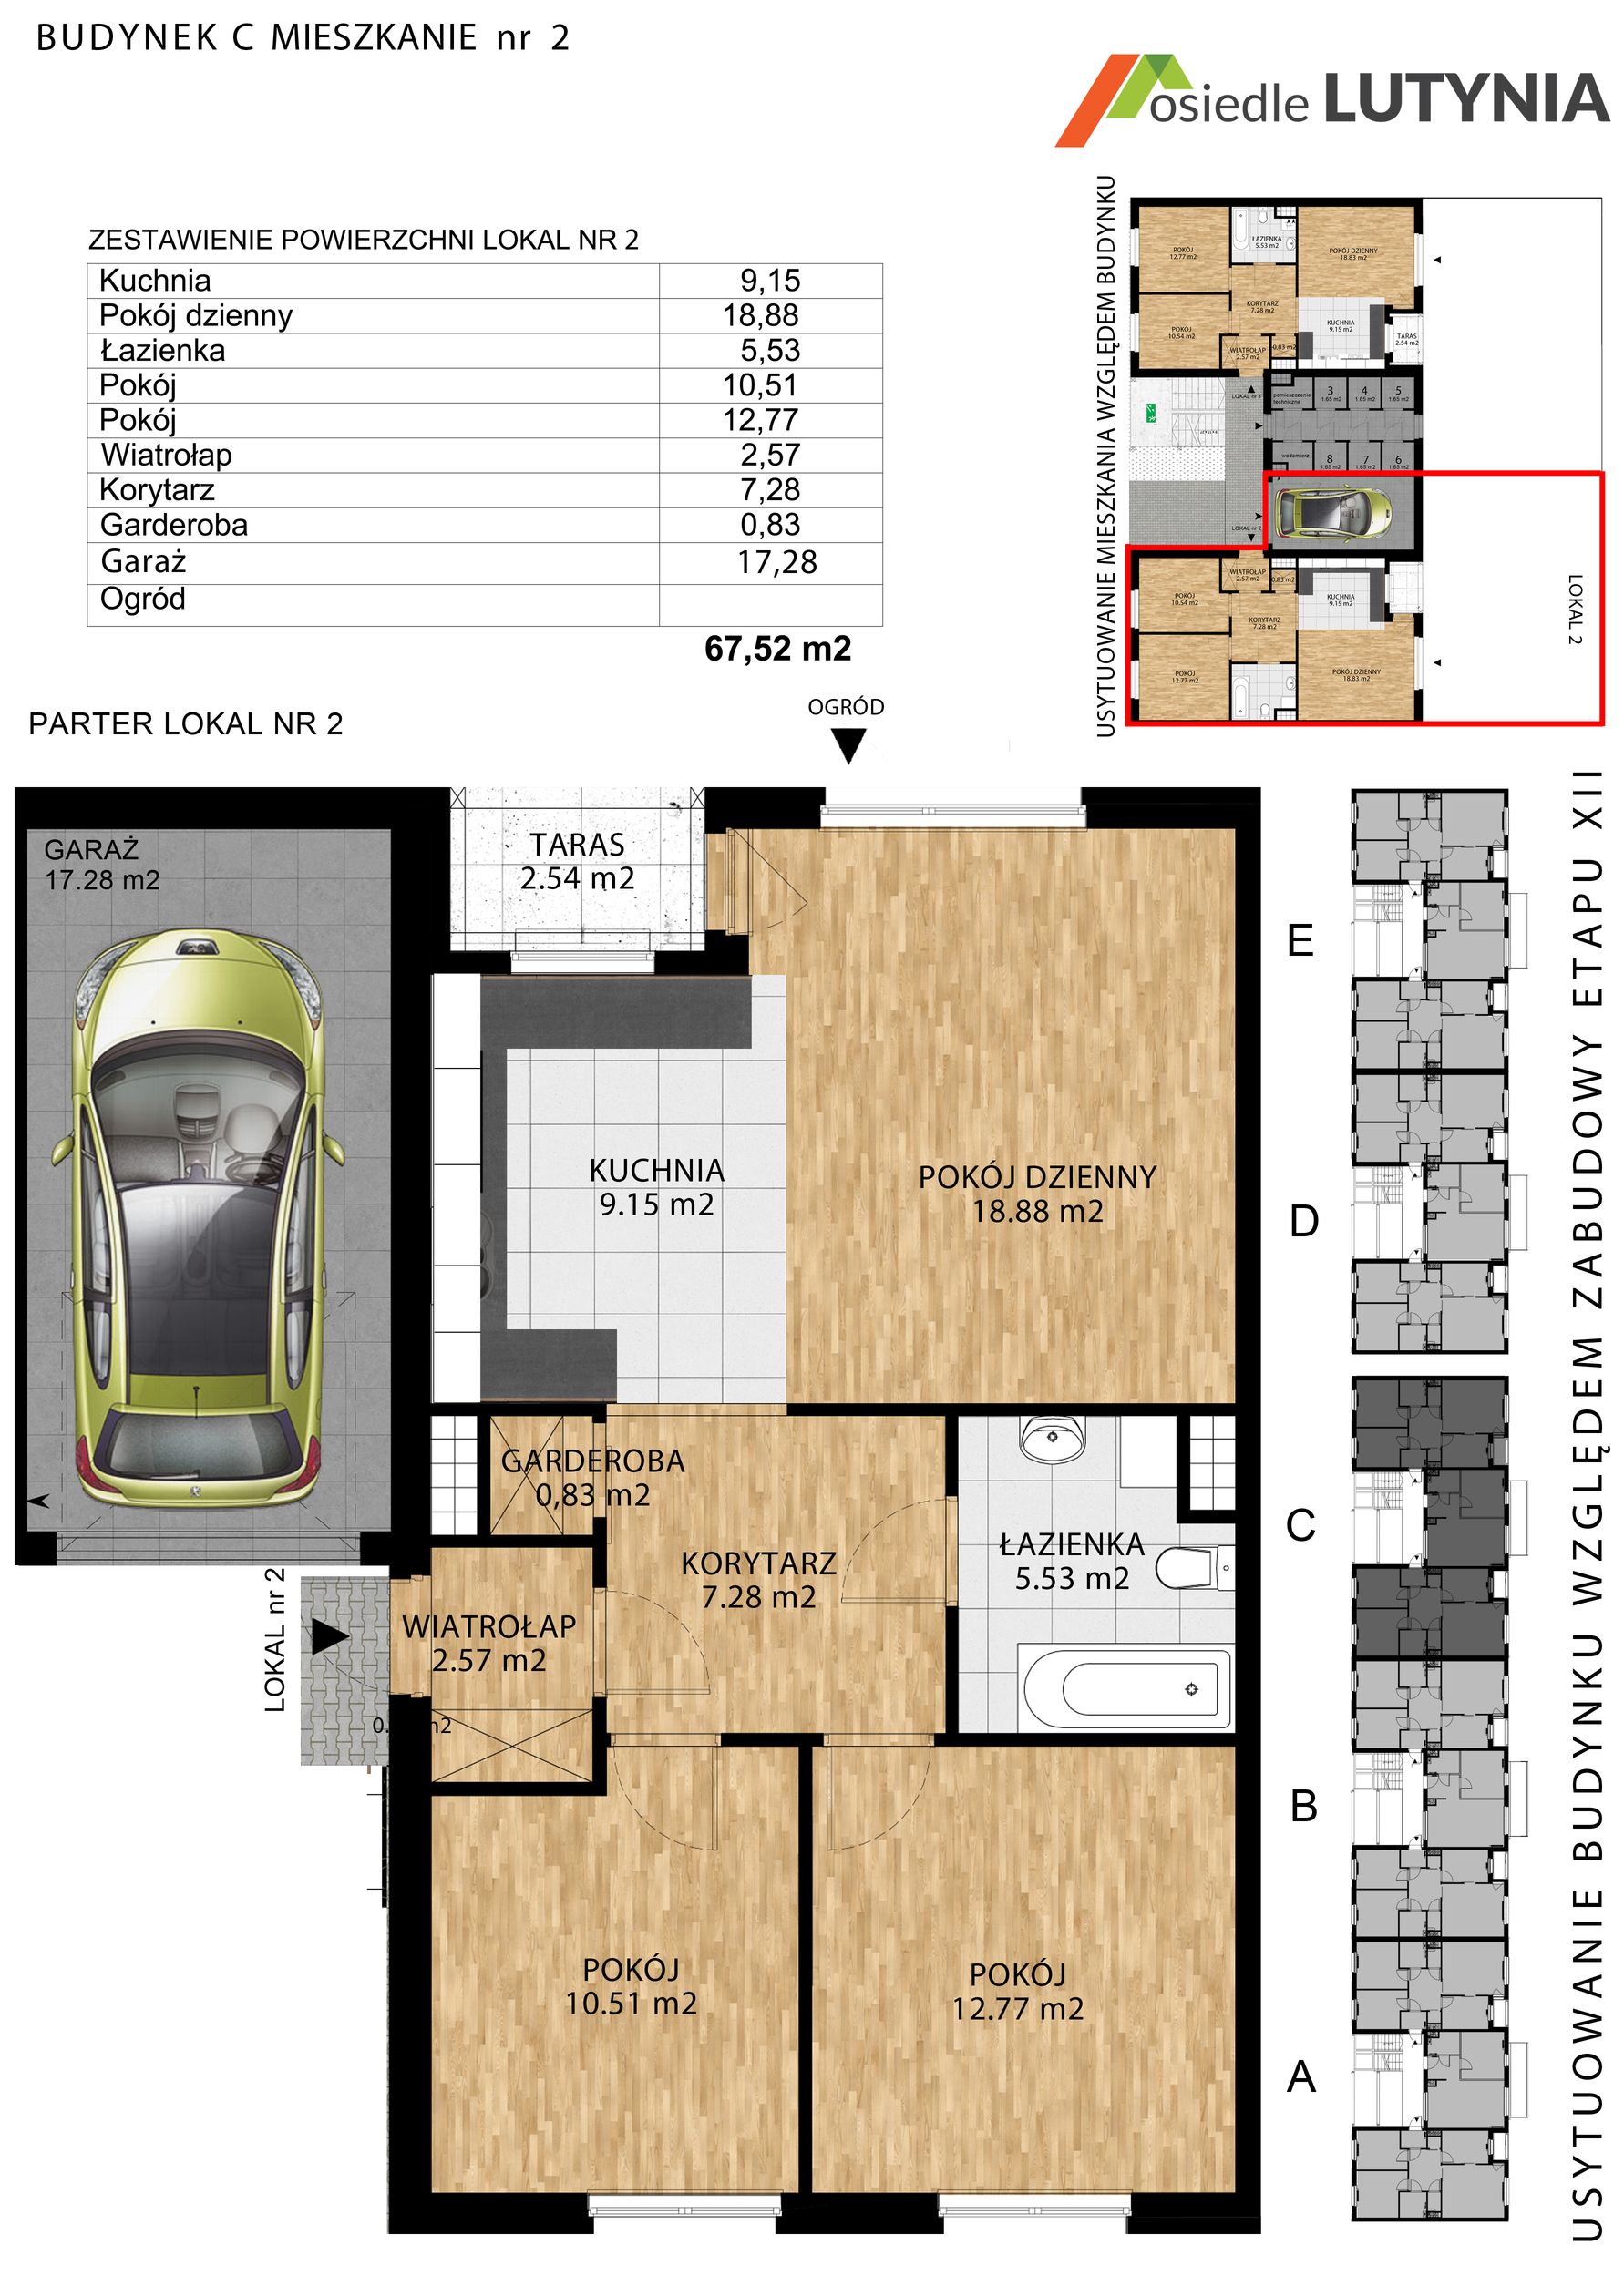 BUDYNEK C MIESZKANIE nr 2
osiedle LUTYNIA
ZESTAWIENIE POWIERZCHNI LOKAL NR 2
Kuchnia 9,15
Pokój dzienny 18,88
Łazienka 5,53
Pokój 10,51
Pokój 12,77
Wiatrołap 2,57
Korytarz 7,28
Garderoba 0,83
Garaż 17,28
Ogród
67,52 m2
USYTUOWANIE MIESZKANIA WZGLĘDEM BUDYNKU
POKÓJ
12.77 m2
ŁAZIENKA
5.53 m2
POKÓJ DZIENNY
18.83 m2
KORYTARZ
7.28 m2
POKÓJ
10.54 m2
KUCHNIA
9.15 m2
TARAS
2.54 m2
WIATROŁAP
2.57 m2
0,83 m2
LOKAL nr 1
pomieszczenie
techniczne
3
1.65 m2
4
1.65 m2
5
1.65 m2
wodomierz
8
1.65 m2
7
1.65 m2
6
1.65 m2
LOKAL nr 2
WIATROŁAP
2.57 m2
0,83 m2
POKÓJ
10.54 m2
KUCHNIA
9.15 m2
KORYTARZ
7.28 m2
POKÓJ
12.77 m2
POKÓJ DZIENNY
18.83 m2
LOKAL 2
PARTER LOKAL NR 2
OGRÓD
GARAŻ
17.28 m2
TARAS
2.54 m2
KUCHNIA
9.15 m2
POKÓJ DZIENNY
18.88 m2
GARDEROBA
0,83 m2
KORYTARZ
7.28 m2
ŁAZIENKA
5.53 m2
LOKAL nr 2
WIATROŁAP
2.57 m2
POKÓJ
10.51 m2
POKÓJ
12.77 m2
E
D
C
B
A
USYTUOWANIE BUDYNKU WZGLĘDEM ZABUDOWY ETAPU XII